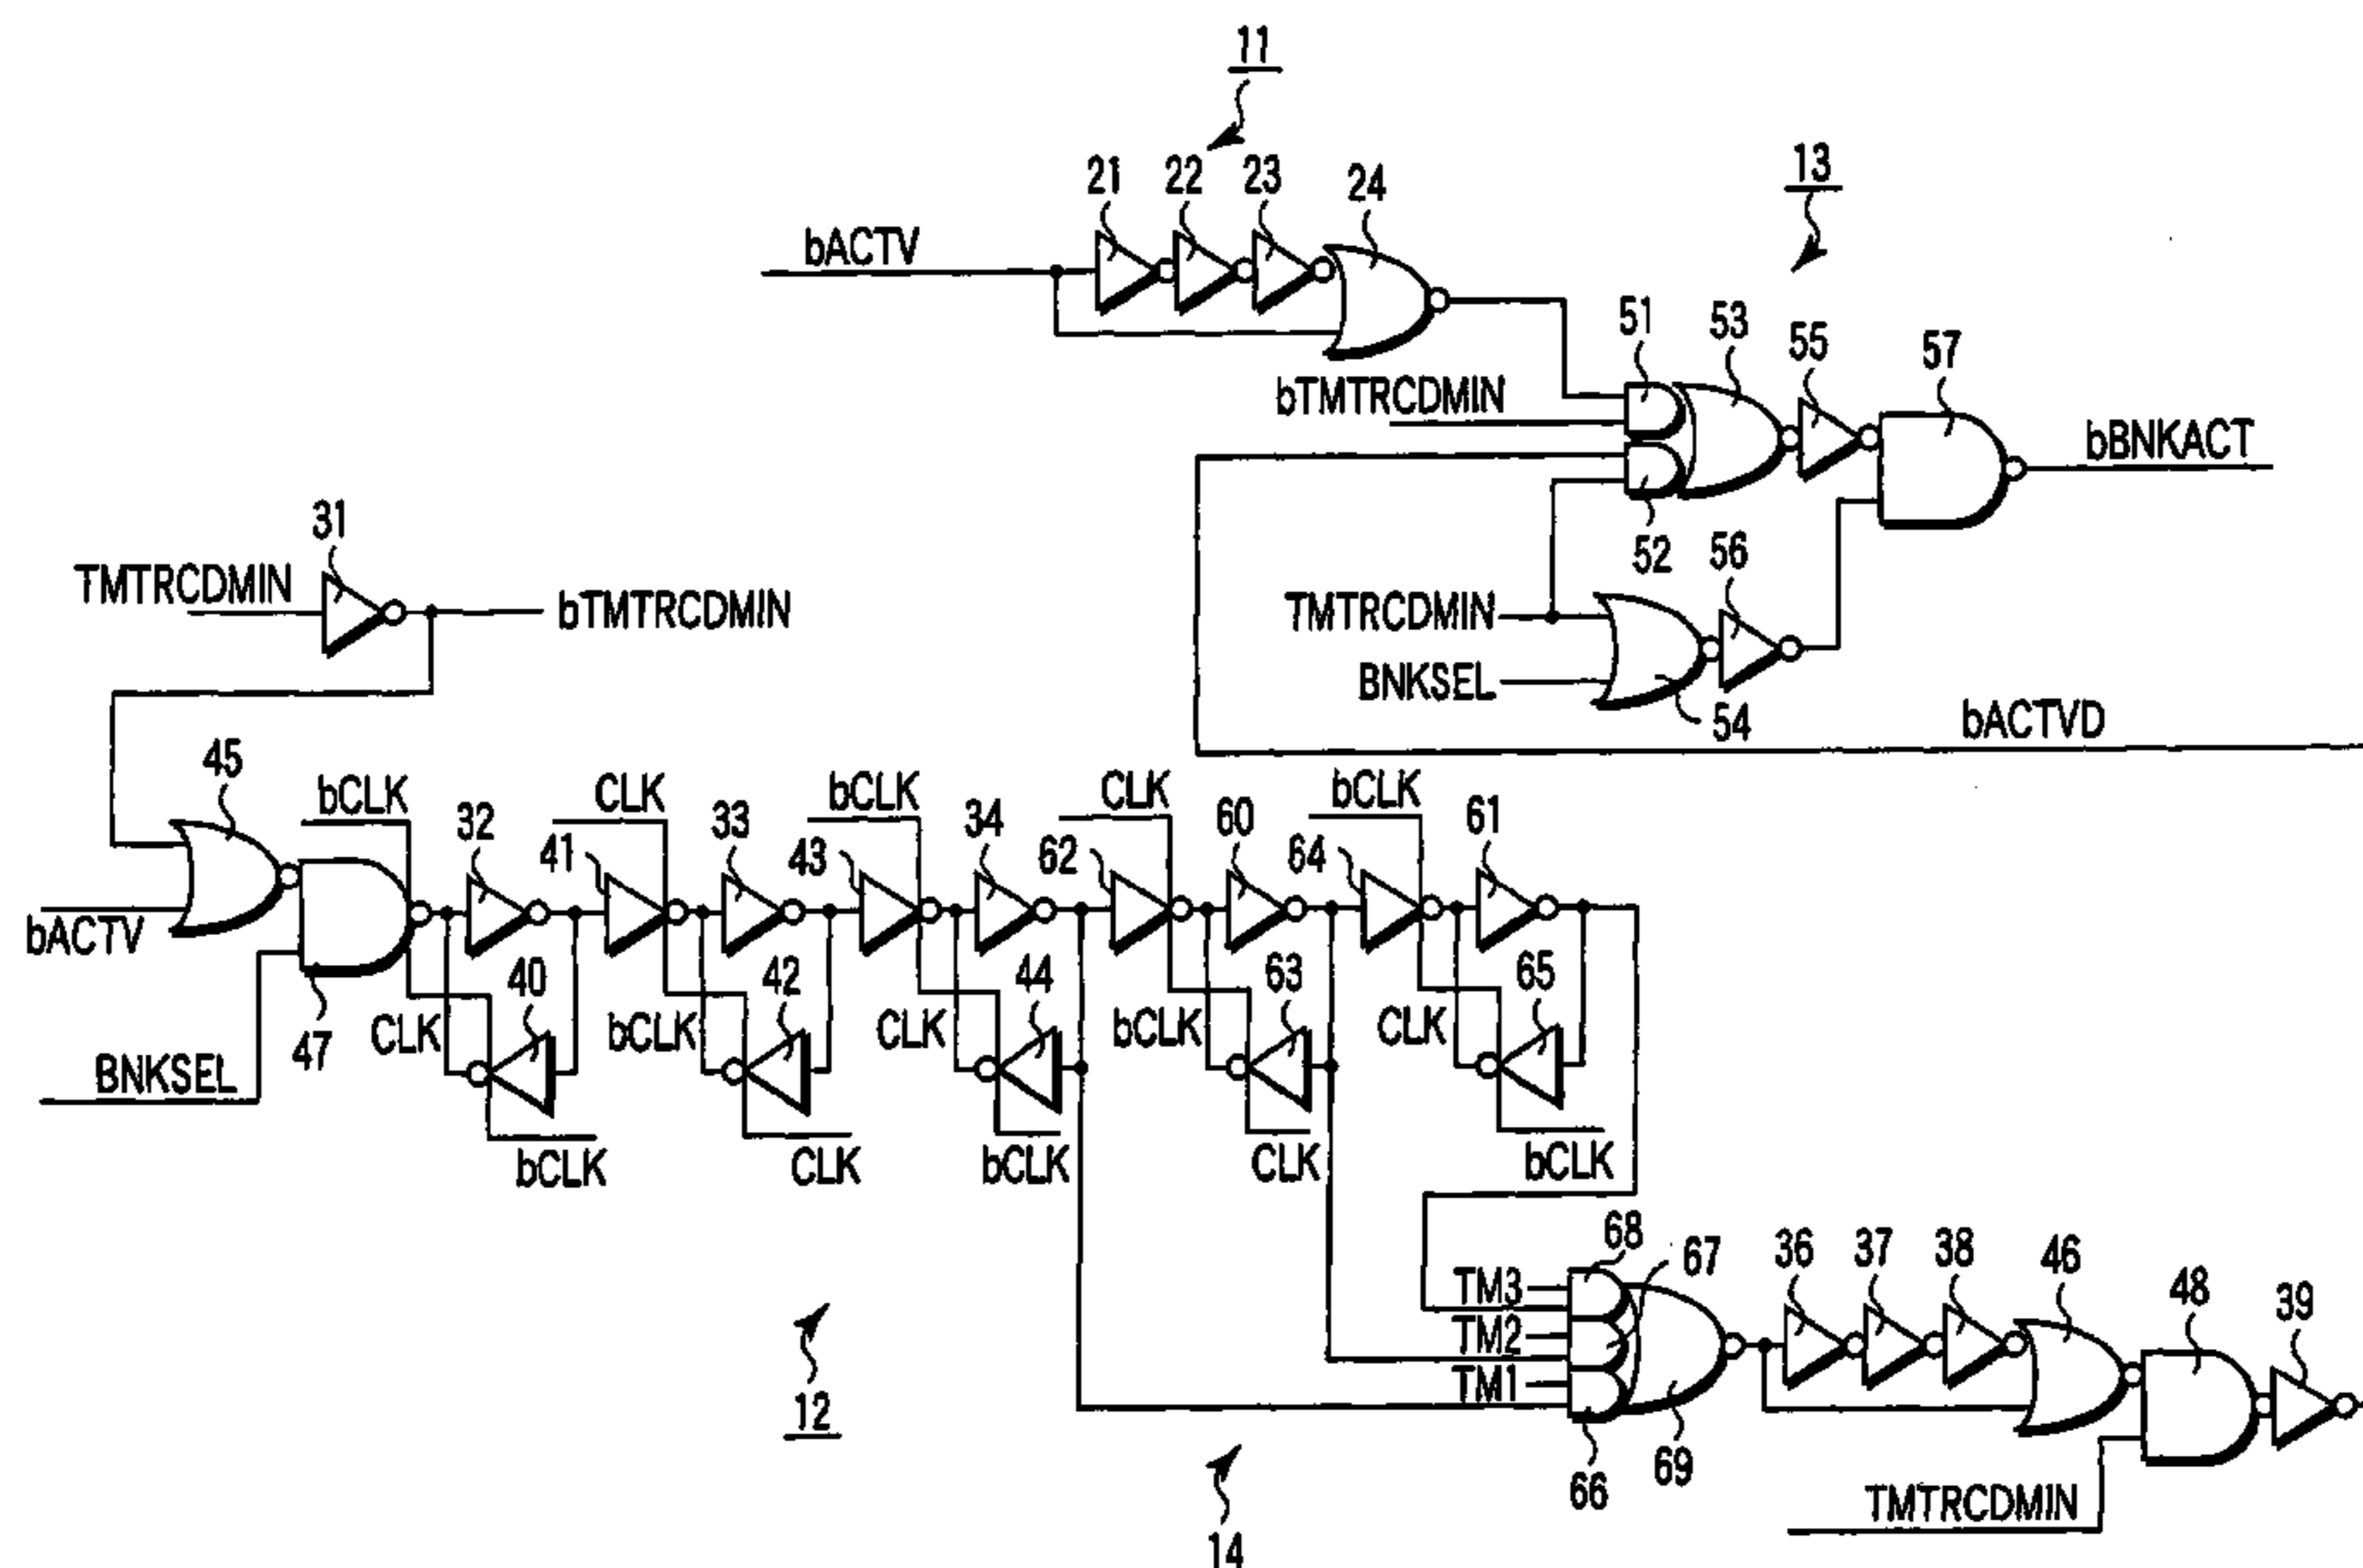 11
13
21 22 23 24
bACTV
51 53 55 57
bTMTRCDMIN
bBNKACT
31
52 56
TMTRCDMIN
bTMTRCDMIN
TMTRCDMIN
BNKSEL
54
bACTVD
45 bCLK 32 CLK 33 bCLK 34 CLK 60 bCLK 61
41 43 62 64
bACTV
40 42 44 63 65
47 CLK bCLK CLK bCLK CLK
BNKSEL
bCLK CLK bCLK CLK bCLK
68 67 36 37 38 46 48 39
TM3
TM2
TM1
12
66 69
TMTRCDMIN
14